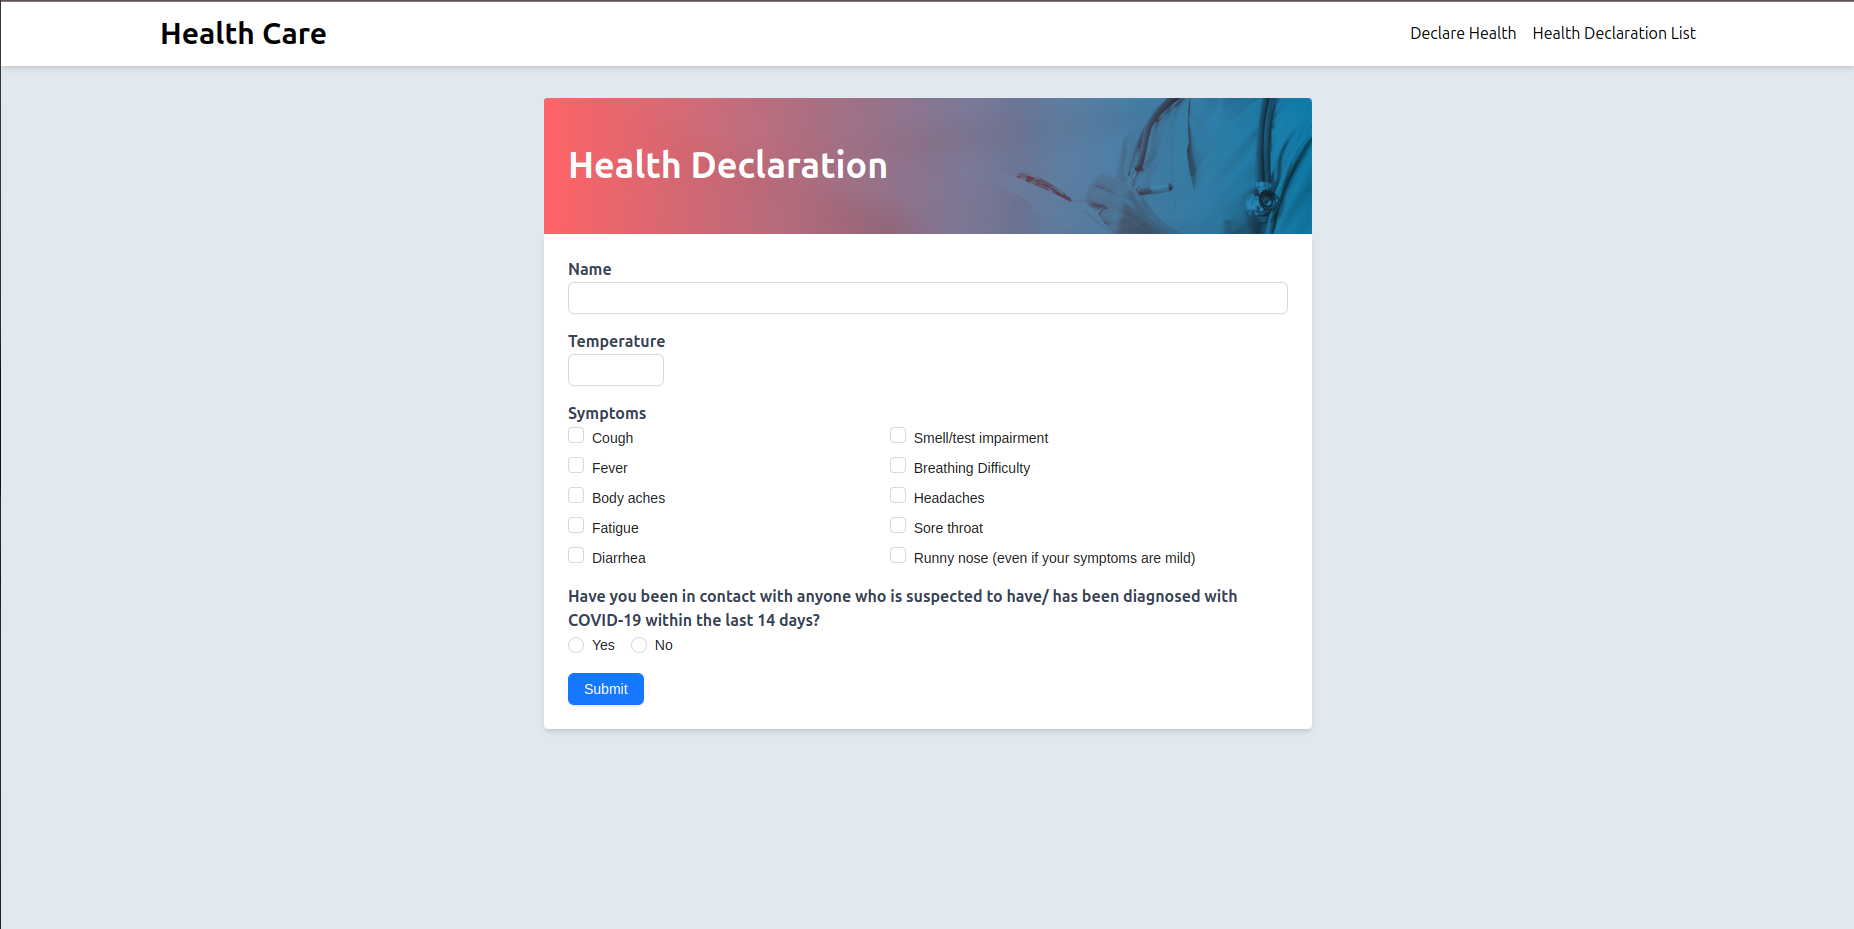 Health Care
Declare Health
Health Declaration List
Health Declaration
Name
Temperature
Symptoms
Cough
Smell/test impairment
Fever
Breathing Difficulty
Body aches
Headaches
Fatigue
Sore throat
Diarrhea
Runny nose (even if your symptoms are mild)
Have you been in contact with anyone who is suspected to have/ has been diagnosed with
COVID-19 within the last 14 days?
Yes
No
Submit